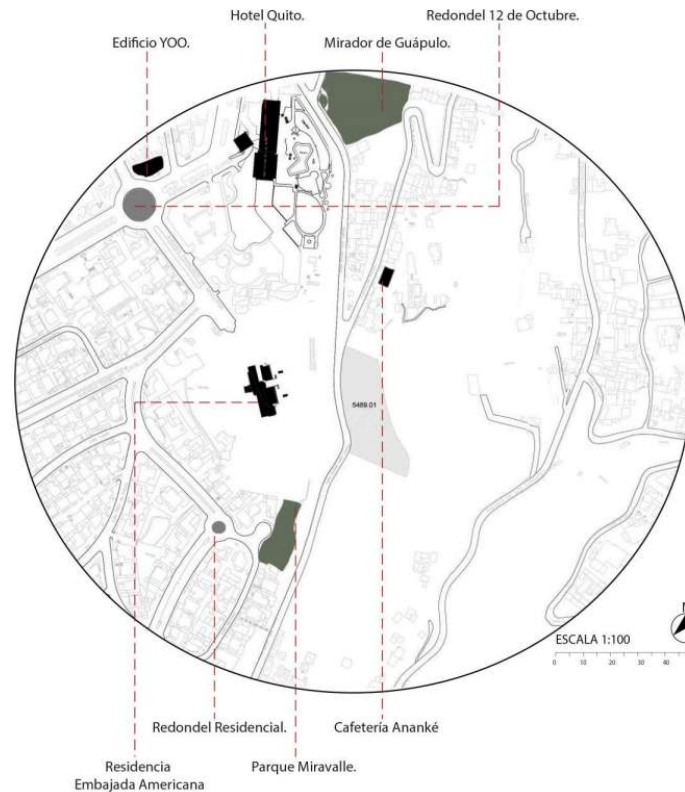 Hotel Quito.
Redondel 12 de Octubre.
Edificio YOO.
Mirador de Guápulo.
5489.01
N
ESCALA 1:100
0 10 20 30 40
Redondel Residencial.
Cafetería Ananké
Residencia
Embajada Americana
Parque Miravalle.